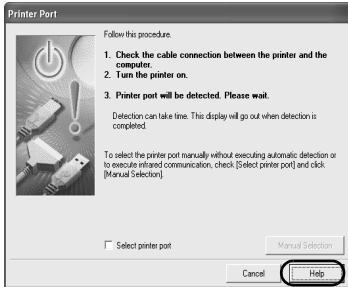 Printer Port
Follow this procedure.
1. Check the cable connection between the printer and the
computer.
2. Turn the printer on.
3. Printer port will be detected. Please wait.
Detection can take time. This display will go out when detection is
completed.
To select the printer port manually without executing automatic detection or
to execute infrared communication, check [Select printer port] and click
[Manual Selection].
Select printer port
Manual Selection
Cancel
Help